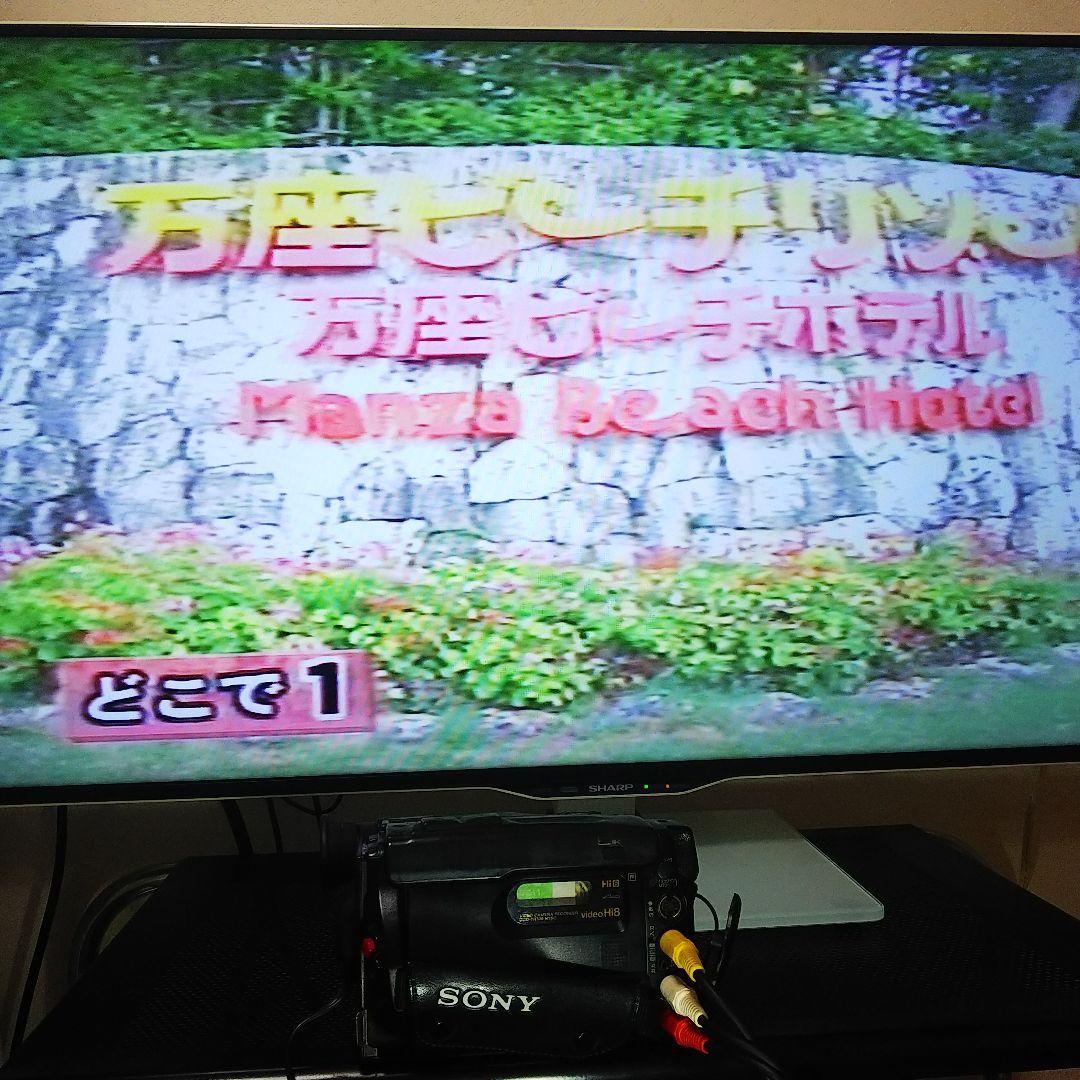 万座ビーチリゾー
万座ビーチホテル
Manza Beach Hotel
どこで1
SHARP
Hi8
videoHi8
SONY